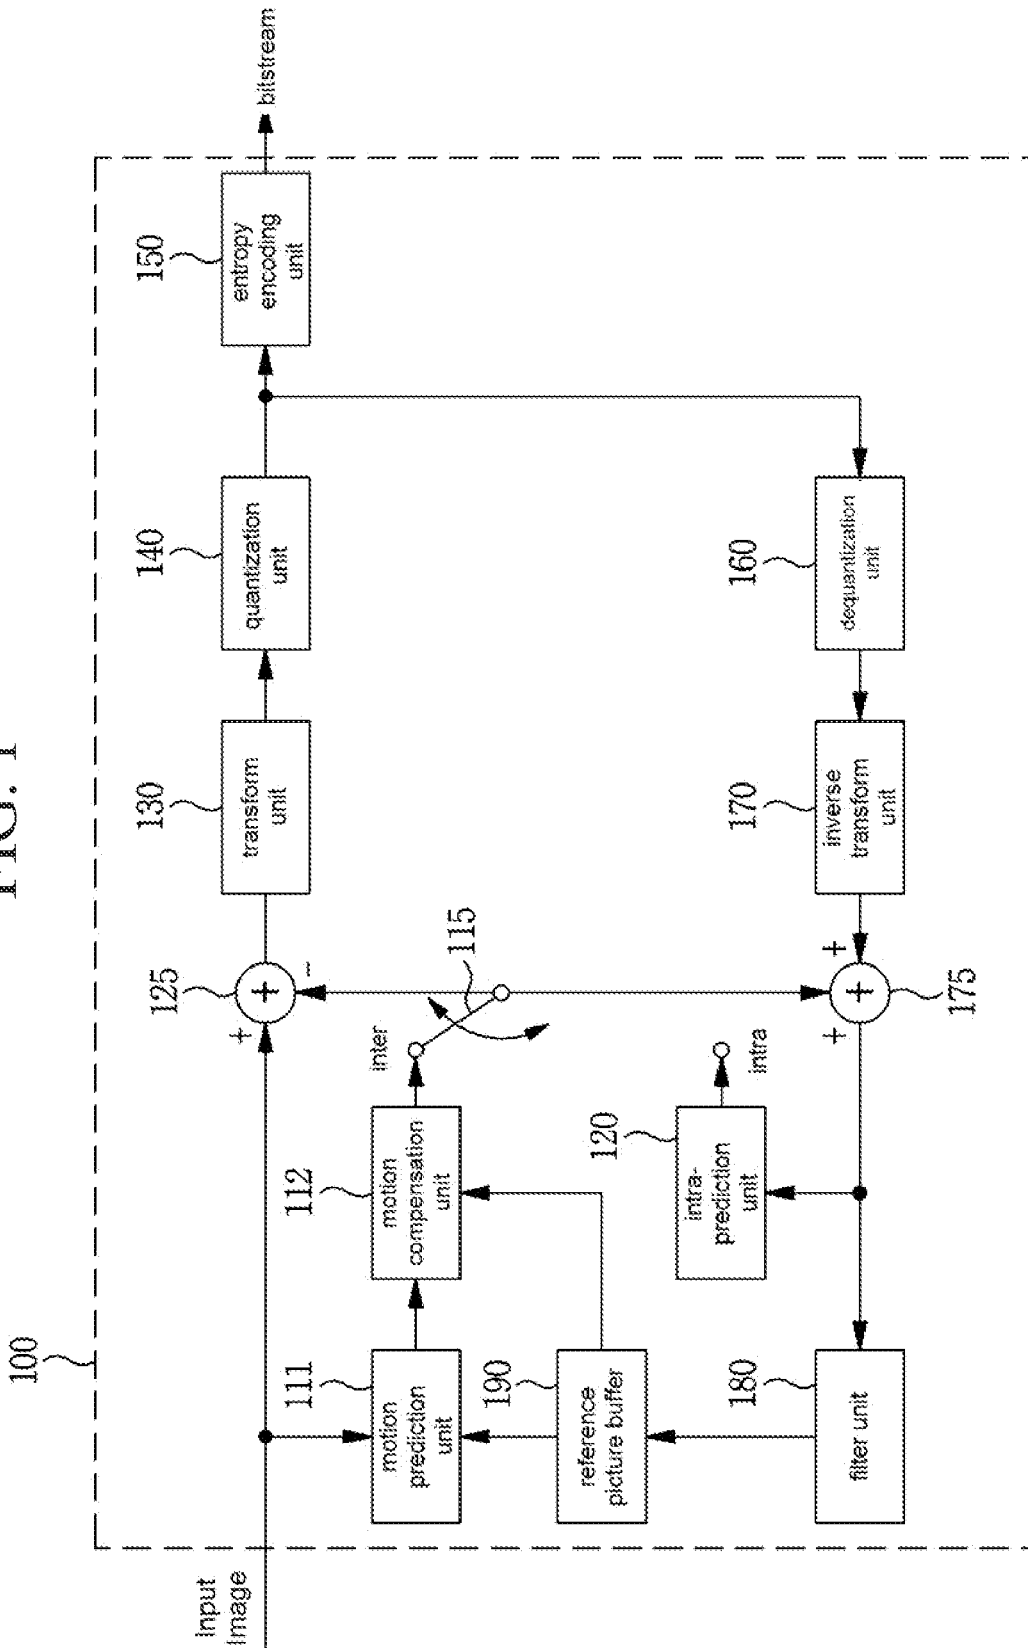 FIG. 1
100
Input
Image
125
+
+
-
130
transform
unit
140
quantization
unit
150
entropy
encoding
unit
bitstream
111
motion
prediction
unit
112
motion
compensation
unit
inter
115
190
reference
picture buffer
120
intra-
prediction
unit
intra
180
filter unit
175
+
+
+
170
inverse
transform
unit
160
dequantization
unit